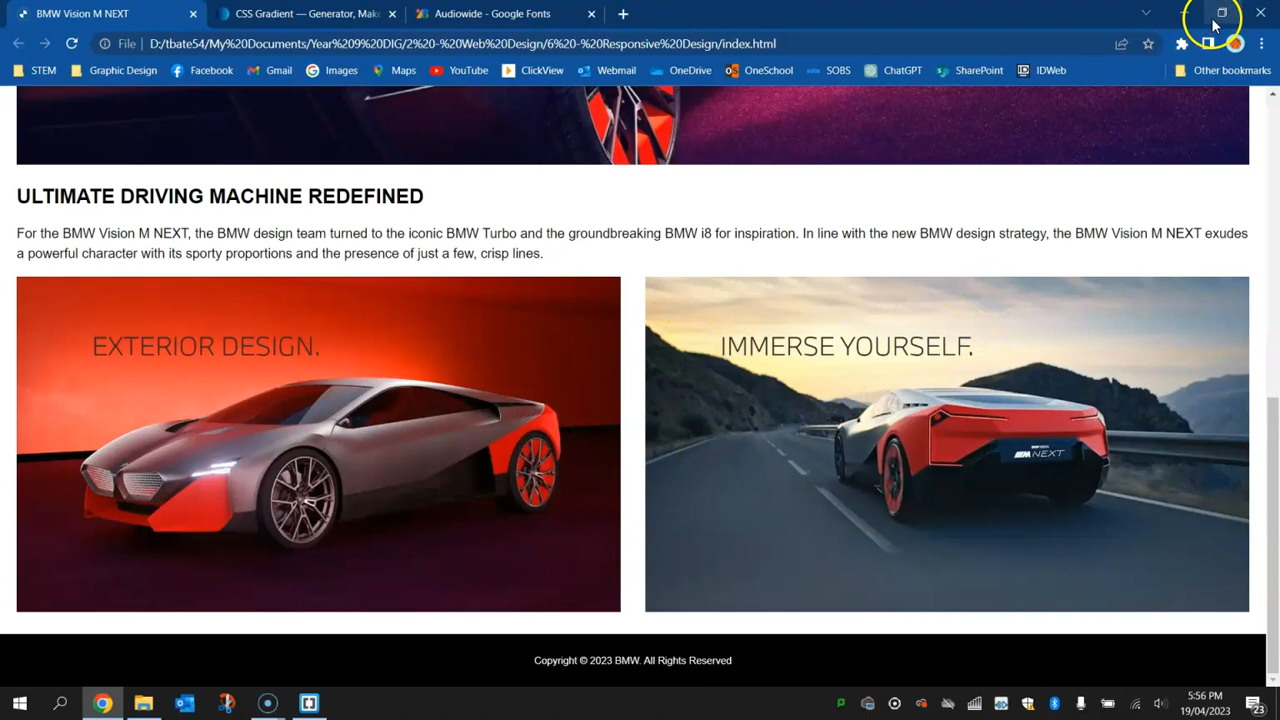 BMW Vision M NEXT
CSS Gradient — Generator, Mak
Audiowide - Google Fonts
File
D:/tbate54/My%20Documents/Year%209%20DIG/2%20-%20Web%20Design/6%20-%20Responsive%20Design/index.html
STEM
Graphic Design
Facebook
Gmail
Images
Maps
YouTube
ClickView
Webmail
OneDrive
OneSchool
SOBS
SOBS
ChatGPT
SharePoint
ID
IDWeb
Other bookmarks
ULTIMATE DRIVING MACHINE REDEFINED
For the BMW Vision M NEXT, the BMW design team turned to the iconic BMW Turbo and the groundbreaking BMW i8 for inspiration. In line with the new BMW design strategy, the BMW Vision M NEXT exudes
a powerful character with its sporty proportions and the presence of just a few, crisp lines.
EXTERIOR DESIGN.
IMMERSE YOURSELF.
M NEXT
Copyright © 2023 BMW. All Rights Reserved
5:56 PM
19/04/2023
23